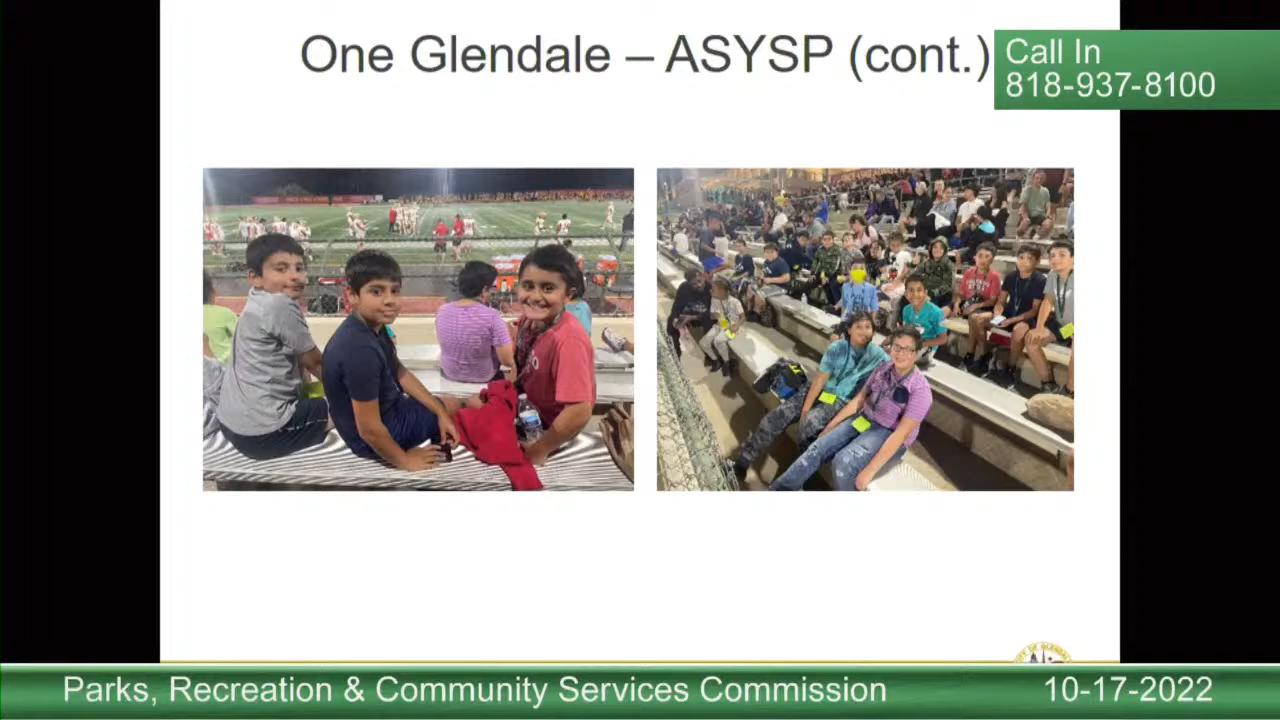 One Glendale – ASYSP (cont.)
Call In
818-937-8100
Parks, Recreation & Community Services Commission
10-17-2022